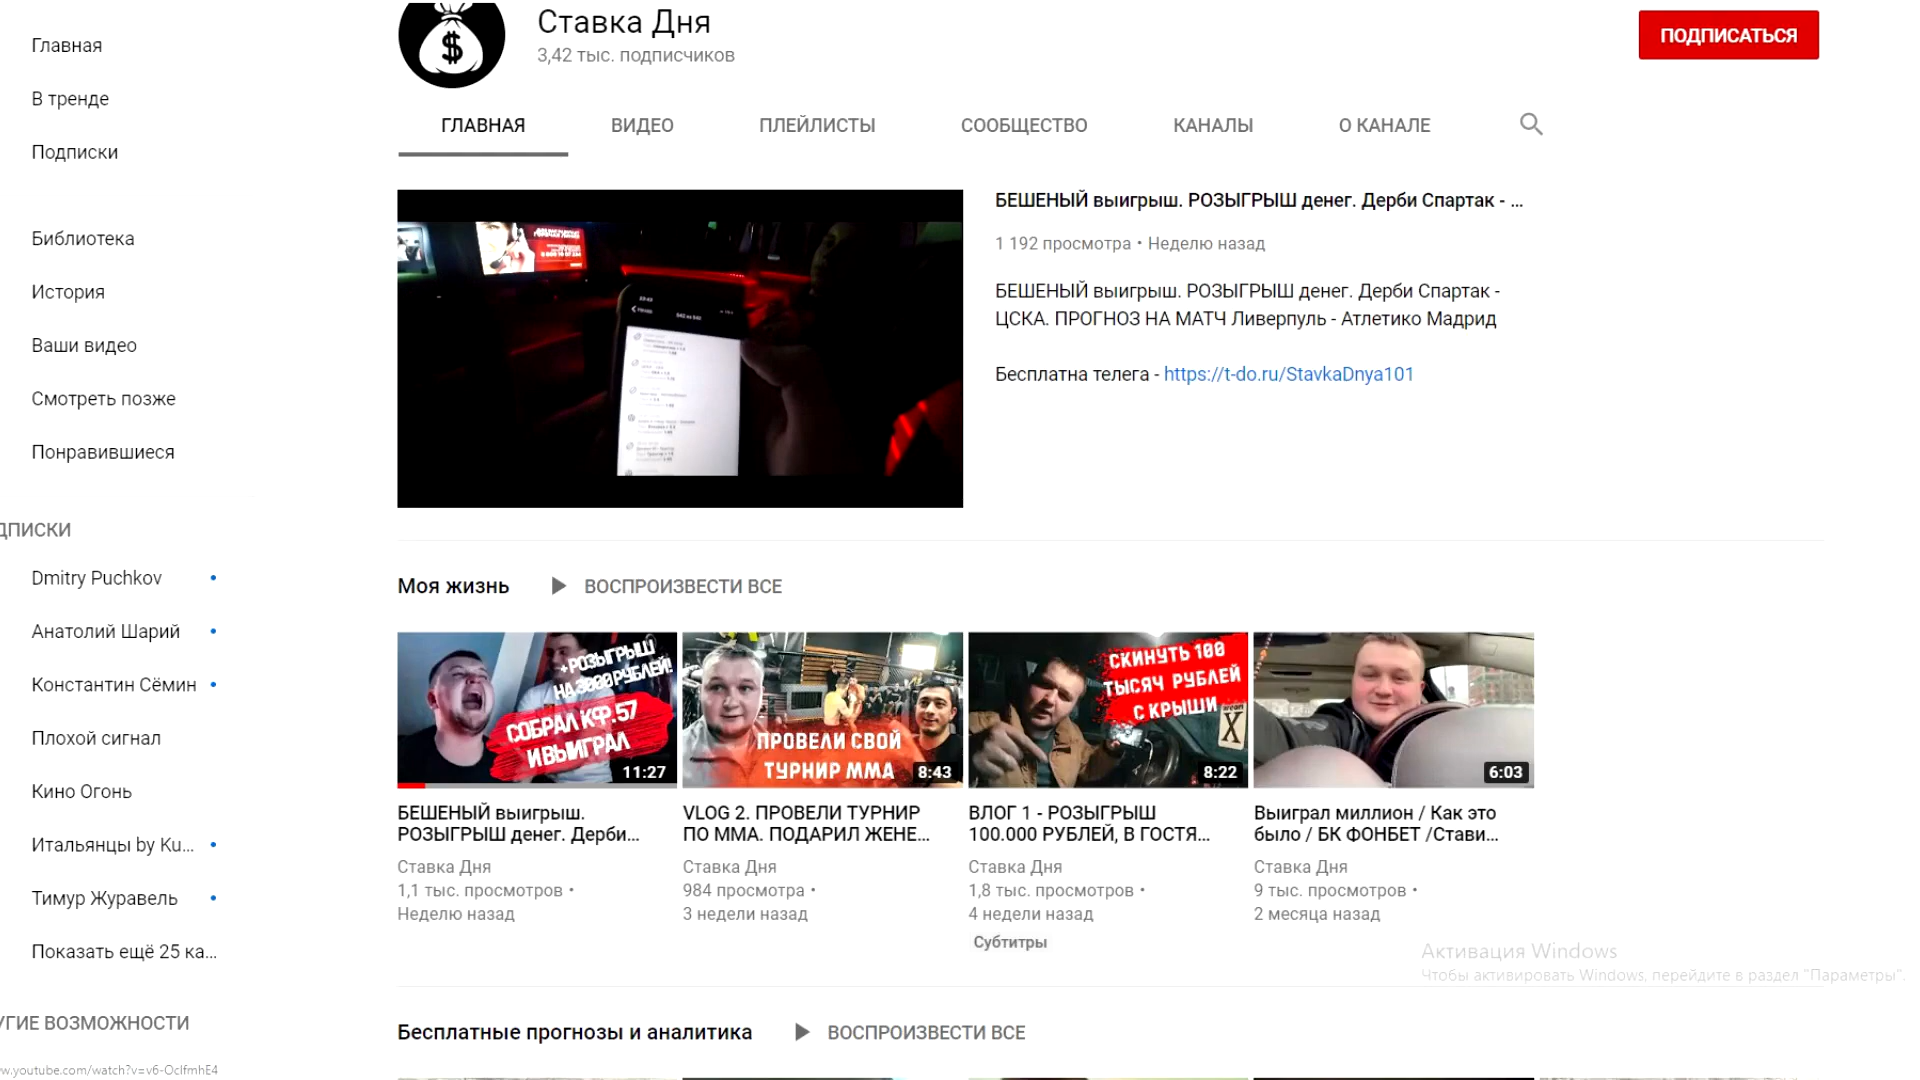 Главная
В тренде
Подписки
Библиотека
История
Ваши видео
Смотреть позже
Понравившиеся
ДПИСКИ
Dmitry Puchkov
Анатолий Шарий
Константин Сёмин
Плохой сигнал
Кино Огонь
Итальянцы by Ku...
Тимур Журавель
Показать ещё 25 ка...
УГИЕ ВОЗМОЖНОСТИ
w.youtube.com/watch?v=v6-OcIfmhE4
Ставка Дня
3,42 тыс. подписчиков
ПОДПИСАТЬСЯ
ГЛАВНАЯ ВИДЕО ПЛЕЙЛИСТЫ СООБЩЕСТВО КАНАЛЫ О КАНАЛЕ
БЕШЕНЫЙ выигрыш. РОЗЫГРЫШ денег. Дерби Спартак - ...
1 192 просмотра • Неделю назад
БЕШЕНЫЙ выигрыш. РОЗЫГРЫШ денег. Дерби Спартак -
ЦСКА. ПРОГНОЗ НА МАТЧ Ливерпуль - Атлетико Мадрид
Бесплатна телега - https://t-do.ru/StavkaDnya101
Моя жизнь ВОСПРОИЗВЕСТИ ВСЕ
+РОЗЫГРЫШ
НА 3000 РУБЛЕЙ!
СОБРАЛ КФ.57
И ВЫИГРАЛ
11:27
БЕШЕНЫЙ выигрыш.
РОЗЫГРЫШ денег. Дерби...
Ставка Дня
1,1 тыс. просмотров •
Неделю назад
ПРОВЕЛИ СВОЙ
ТУРНИР ММА
8:43
VLOG 2. ПРОВЕЛИ ТУРНИР
ПО ММА. ПОДАРИЛ ЖЕНЕ...
Ставка Дня
984 просмотра •
3 недели назад
СКИНУТЬ 100
ТЫСЯЧ РУБЛЕЙ
С КРЫШИ
X
8:22
ВЛОГ 1 - РОЗЫГРЫШ
100.000 РУБЛЕЙ, В ГОСТЯ...
Ставка Дня
1,8 тыс. просмотров •
4 недели назад
Субтитры
6:03
Выиграл миллион / Как это
было / БК ФОНБЕТ /Стави...
Ставка Дня
9 тыс. просмотров •
2 месяца назад
Активация Windows
Чтобы активировать Windows, перейдите в раздел "Параметры".
Бесплатные прогнозы и аналитика ВОСПРОИЗВЕСТИ ВСЕ